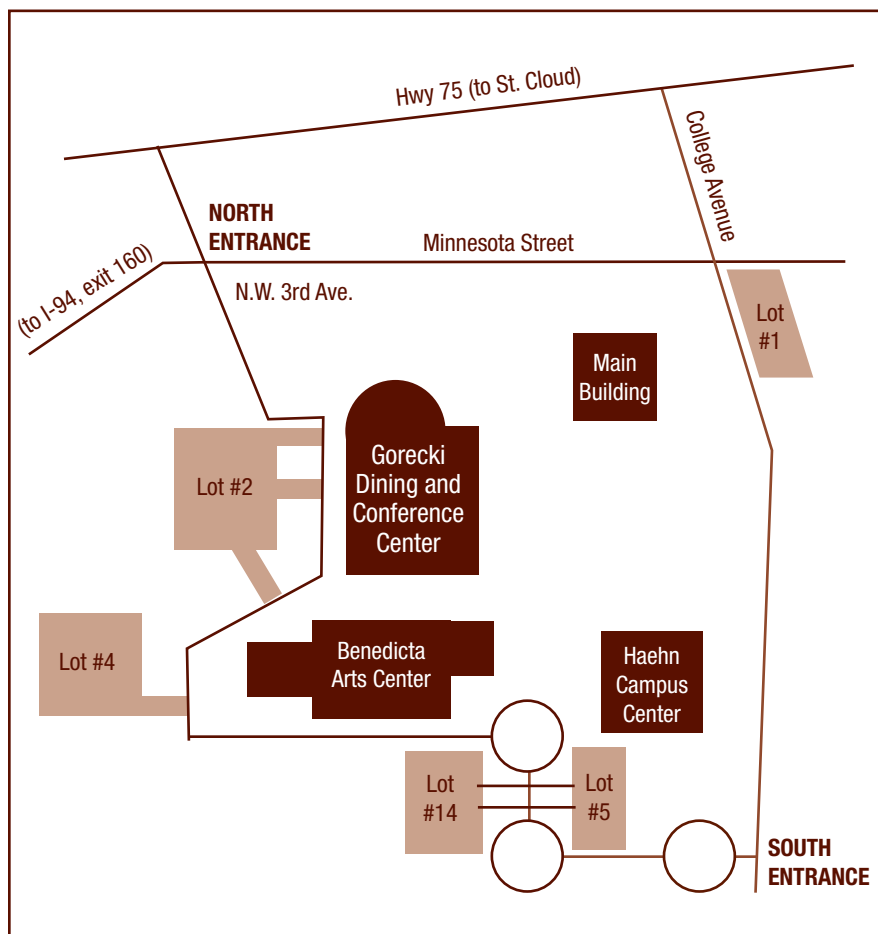 Hwy 75 (to St. Cloud)
College Avenue
NORTH
ENTRANCE
Minnesota Street
(to I-94, exit 160)
N.W. 3rd Ave.
Lot
#1
Main
Building
Gorecki
Dining and
Conference
Center
Lot #2
Lot #4
Benedicta
Arts Center
Haehn
Campus
Center
Lot
#14
Lot
#5
SOUTH
ENTRANCE